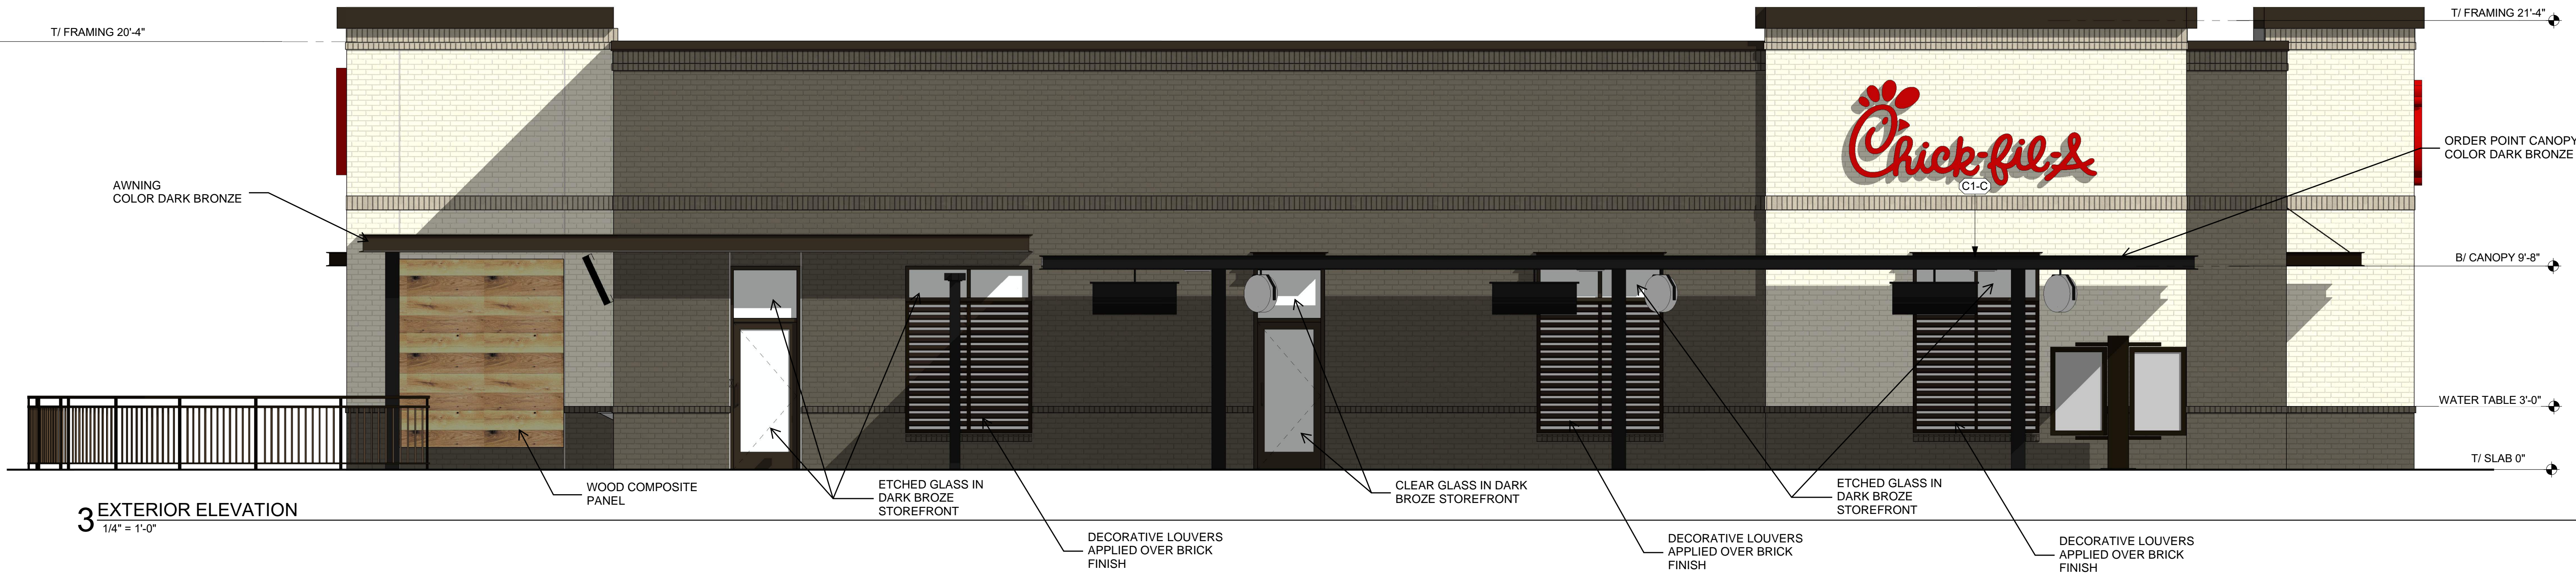 T/ FRAMING 20'-4"
T/ FRAMING 21'-4"
Chick-fil-A
C1-C
ORDER POINT CANOPY
COLOR DARK BRONZE
AWNING
COLOR DARK BRONZE
B/ CANOPY 9'-8"
WATER TABLE 3'-0"
T/ SLAB 0"
WOOD COMPOSITE
PANEL
ETCHED GLASS IN
DARK BROZE
STOREFRONT
CLEAR GLASS IN DARK
BROZE STOREFRONT
ETCHED GLASS IN
DARK BROZE
STOREFRONT
3 EXTERIOR ELEVATION
1/4" = 1'-0"
DECORATIVE LOUVERS
APPLIED OVER BRICK
FINISH
DECORATIVE LOUVERS
APPLIED OVER BRICK
FINISH
DECORATIVE LOUVERS
APPLIED OVER BRICK
FINISH